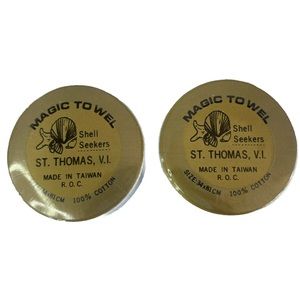 MAGIC TOWEL
Shell
Seekers
ST. THOMAS, V.I.
MADE IN TAIWAN
R.O.C.
100% COTTON
MAGIC TOWEL
Shell
Seekers
ST. THOMAS, V.I.
MADE IN TAIWAN
R.O.C.
100% COTTON